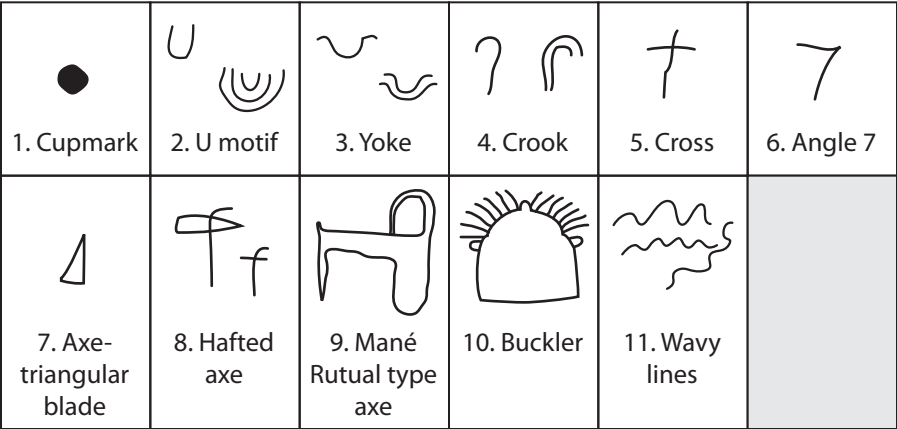 1. Cupmark
2. U motif
3. Yoke
4. Crook
5. Cross
6. Angle 7
7. Axe-
triangular
blade
8. Hafted
axe
9. Mané
Rutual type
axe
10. Buckler
11. Wavy
lines